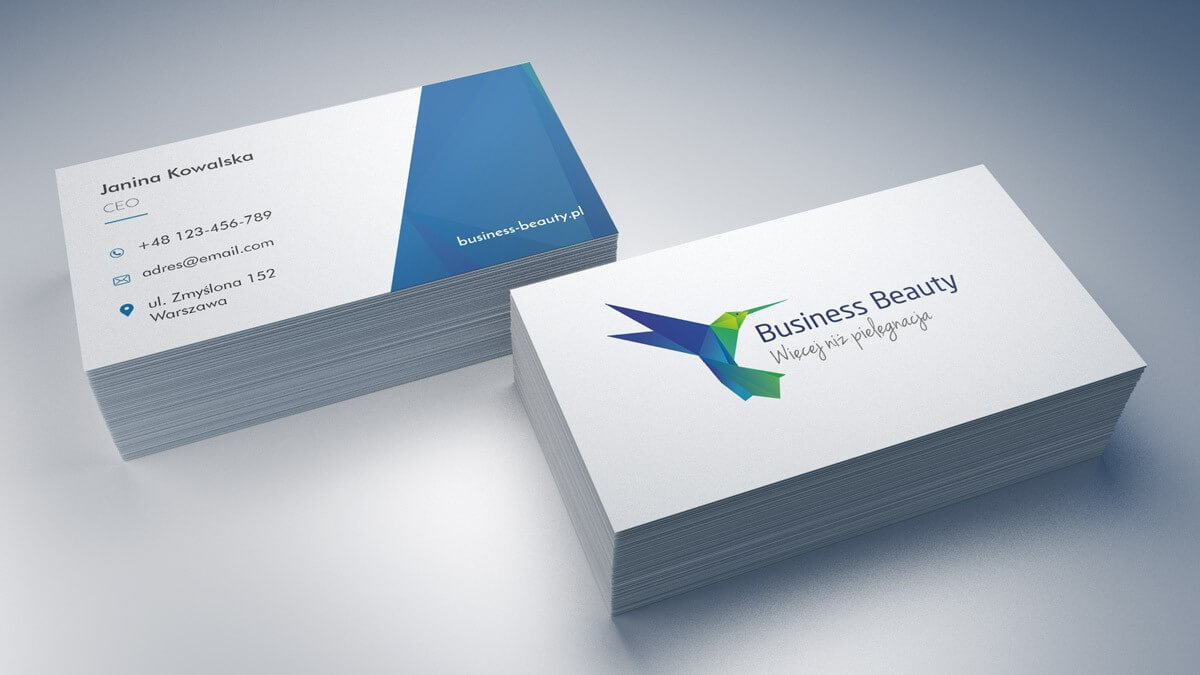 Janina Kowalska
CEO
+48 123-456-789
adres@email.com
ul. Zmyślona 152
Warszawa
business-beauty.pl
Business Beauty
Więcej niż pielęgnacja